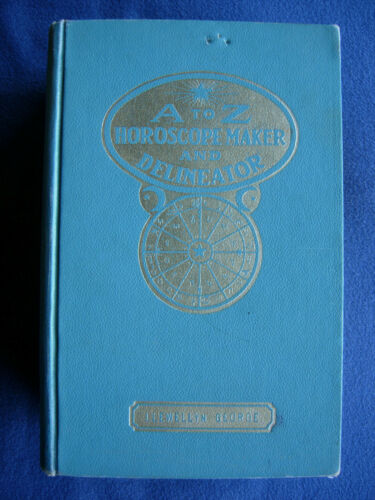 A TO Z
HOROSCOPE MAKER
AND
DELINEATOR
LLEWELLYN GEORGE